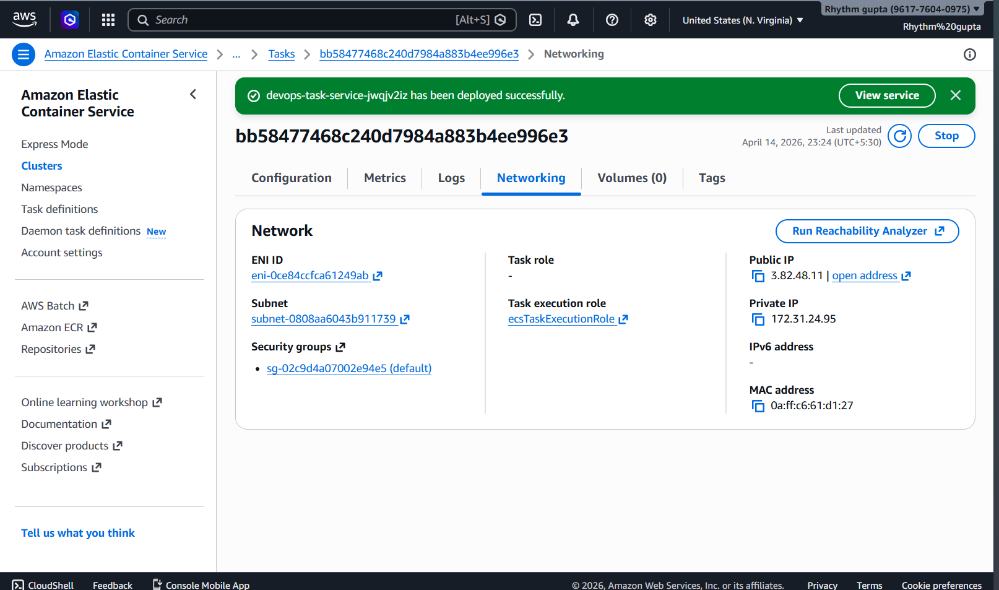 aws
Search
[Alt+S]
United States (N. Virginia) ▼
Rhythm gupta (9617-7604-0975) ▼
Rhythm%20gupta
Amazon Elastic Container Service > ... > Tasks > bb58477468c240d7984a883b4ee996e3 > Networking
Amazon Elastic
Container Service
Express Mode
Clusters
Namespaces
Task definitions
Daemon task definitions New
Account settings
AWS Batch
Amazon ECR
Repositories
Online learning workshop
Documentation
Discover products
Subscriptions
Tell us what you think
devops-task-service-jwqjv2iz has been deployed successfully.
View service
bb58477468c240d7984a883b4ee996e3
Last updated
April 14, 2026, 23:24 (UTC+5:30)
Stop
Configuration
Metrics
Logs
Networking
Volumes (0)
Tags
Network
Run Reachability Analyzer
ENI ID
eni-0ce84ccfca61249ab
Subnet
subnet-0808aa6043b911739
Security groups
• sg-02c9d4a07002e94e5 (default)
Task role
-
Task execution role
ecsTaskExecutionRole
Public IP
3.82.48.11 | open address
Private IP
172.31.24.95
IPv6 address
-
MAC address
0a:ff:c6:61:d1:27
CloudShell
Feedback
Console Mobile App
© 2026, Amazon Web Services, Inc. or its affiliates.
Privacy
Terms
Cookie preferences